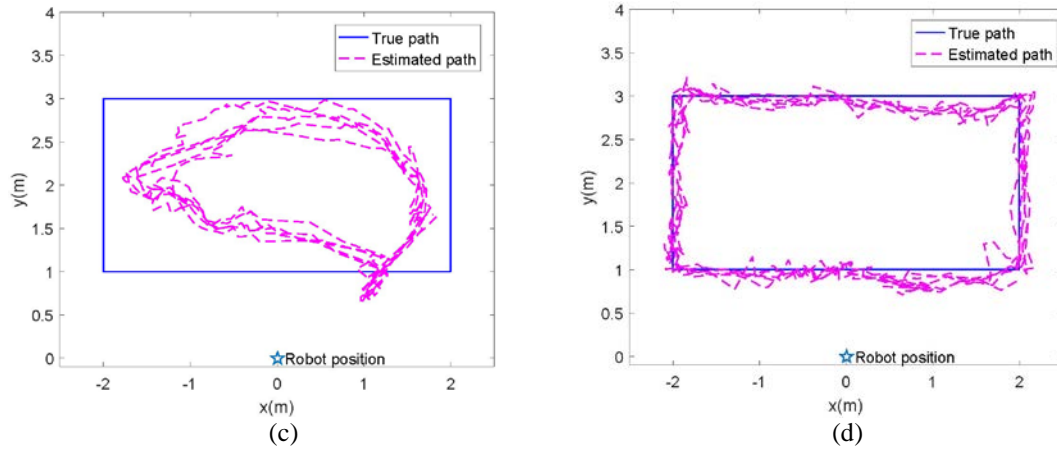 4
3.5
3
2.5
2
1.5
1
0.5
0
y(m)
True path
Estimated path
Robot position
-2
-1
0
1
2
x(m)
(c)
4
3.5
3
2.5
2
1.5
1
0.5
0
y(m)
True path
Estimated path
Robot position
-2
-1
0
1
2
x(m)
(d)